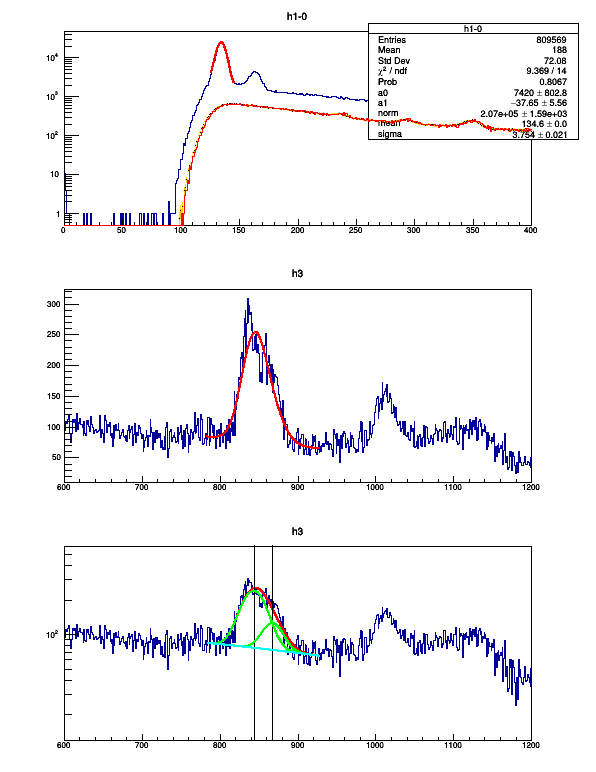 h1-0
h1-0
Entries 809569
Mean 188
Std Dev 72.08
χ² / ndf 9.369 / 14
Prob 0.8067
a0 7420 ± 802.8
a1 −37.65 ± 5.56
norm 2.07e+05 ± 1.59e+03
mean 134.6 ± 0.0
sigma 3.754 ± 0.021
10⁴
10³
10²
10
1
0 50 100 150 200 250 300 350 400
h3
300
250
200
150
100
50
600 700 800 900 1000 1100 1200
h3
10²
600 700 800 900 1000 1100 1200